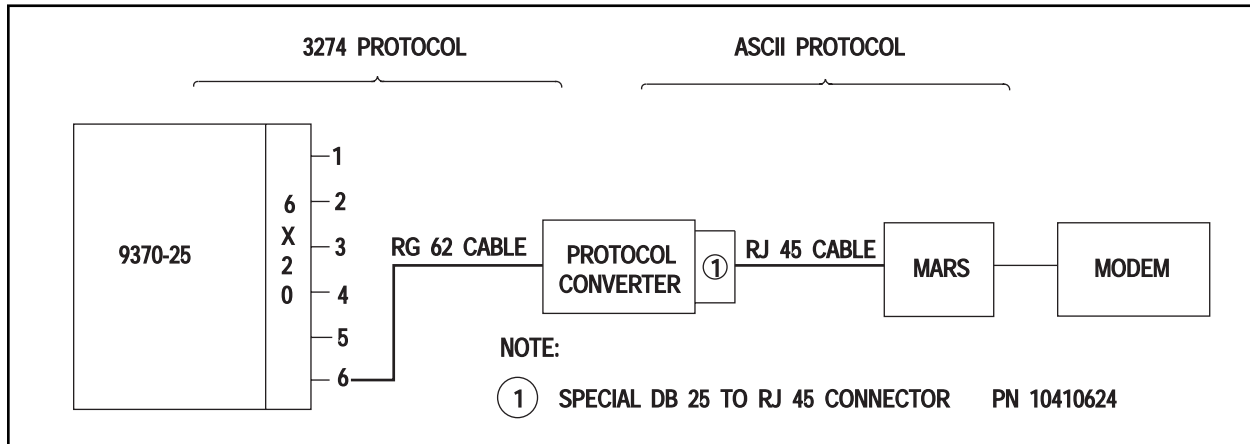 3274 PROTOCOL
ASCII PROTOCOL
9370-25
6
X
2
0
1
2
3
4
5
6
RG 62 CABLE
PROTOCOL
CONVERTER
1
RJ 45 CABLE
MARS
MODEM
NOTE:
1 SPECIAL DB 25 TO RJ 45 CONNECTOR PN 10410624